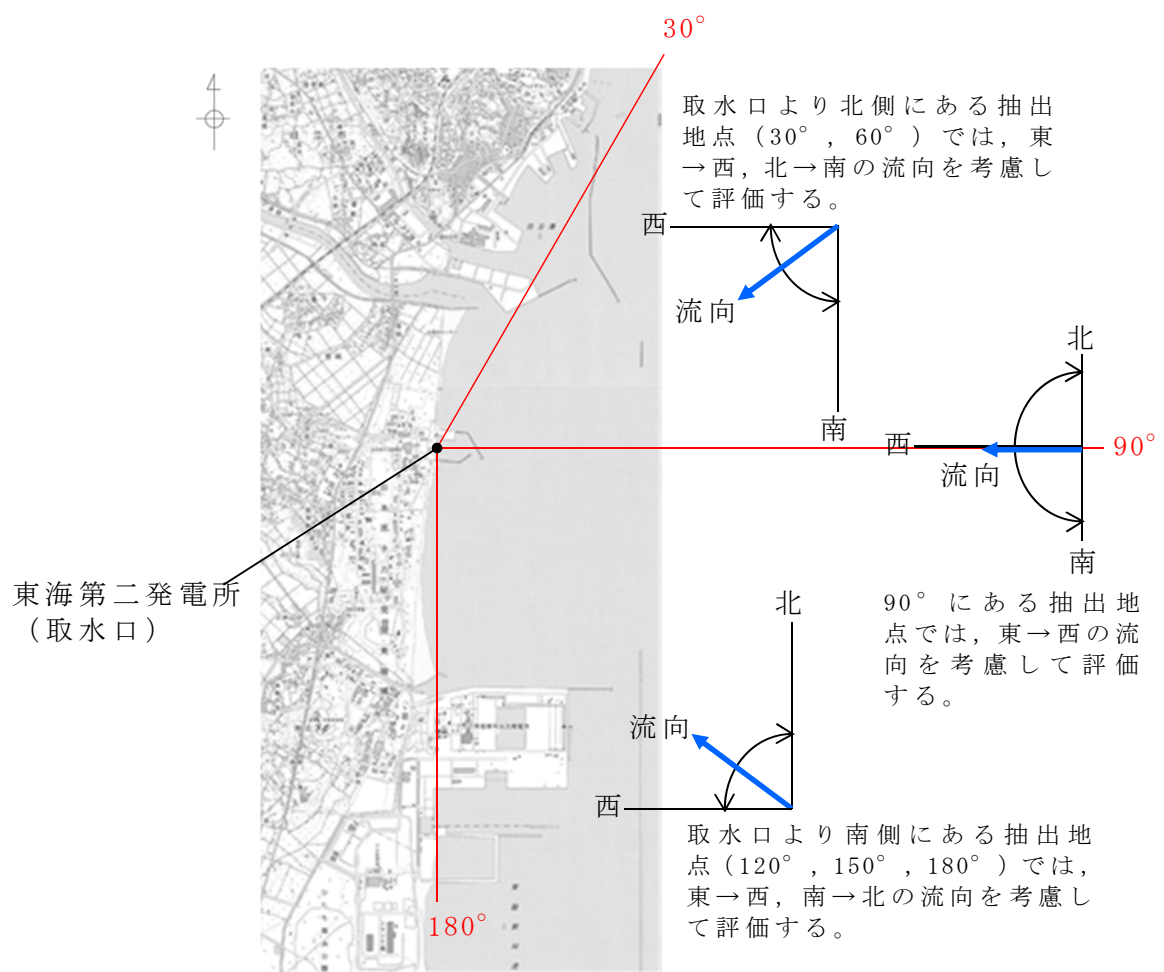 30°
取水口より北側にある抽出
地点（30°，60°）では，東
→西，北→南の流向を考慮し
て評価する。
西
流向
南
北
西
90°
流向
南
90°にある抽出地
点では，東→西の流
向を考慮して評価
する。
東海第二発電所
（取水口）
北
流向
西
取水口より南側にある抽出地
点（120°，150°，180°）では，
東→西，南→北の流向を考慮し
て評価する。
180°